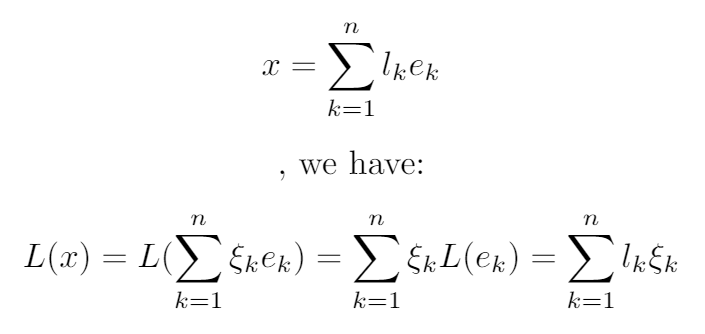 x = \sum_{k=1}^{n} l_k e_k
, we have:
L(x) = L(\sum_{k=1}^{n} \xi_k e_k) = \sum_{k=1}^{n} \xi_k L(e_k) = \sum_{k=1}^{n} l_k \xi_k